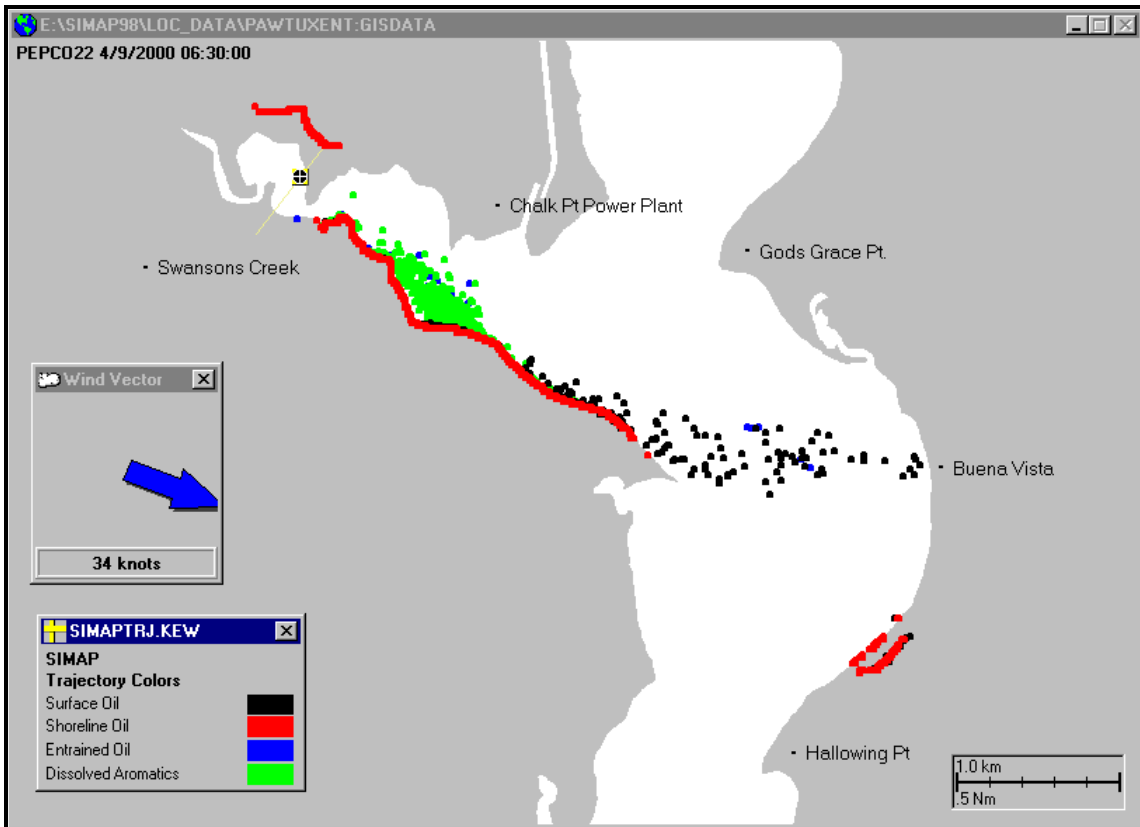 E:\SIMAP98\LOC_DATA\PAWTUXENT:GISDATA
PEPCO22 4/9/2000 06:30:00
· Chalk Pt Power Plant
· Gods Grace Pt.
· Swansons Creek
Wind Vector
34 knots
· Buena Vista
SIMAPTRJ.KEW
SIMAP
Trajectory Colors
Surface Oil
Shoreline Oil
Entrained Oil
Dissolved Aromatics
· Hallowing Pt
1.0 km
.5 Nm